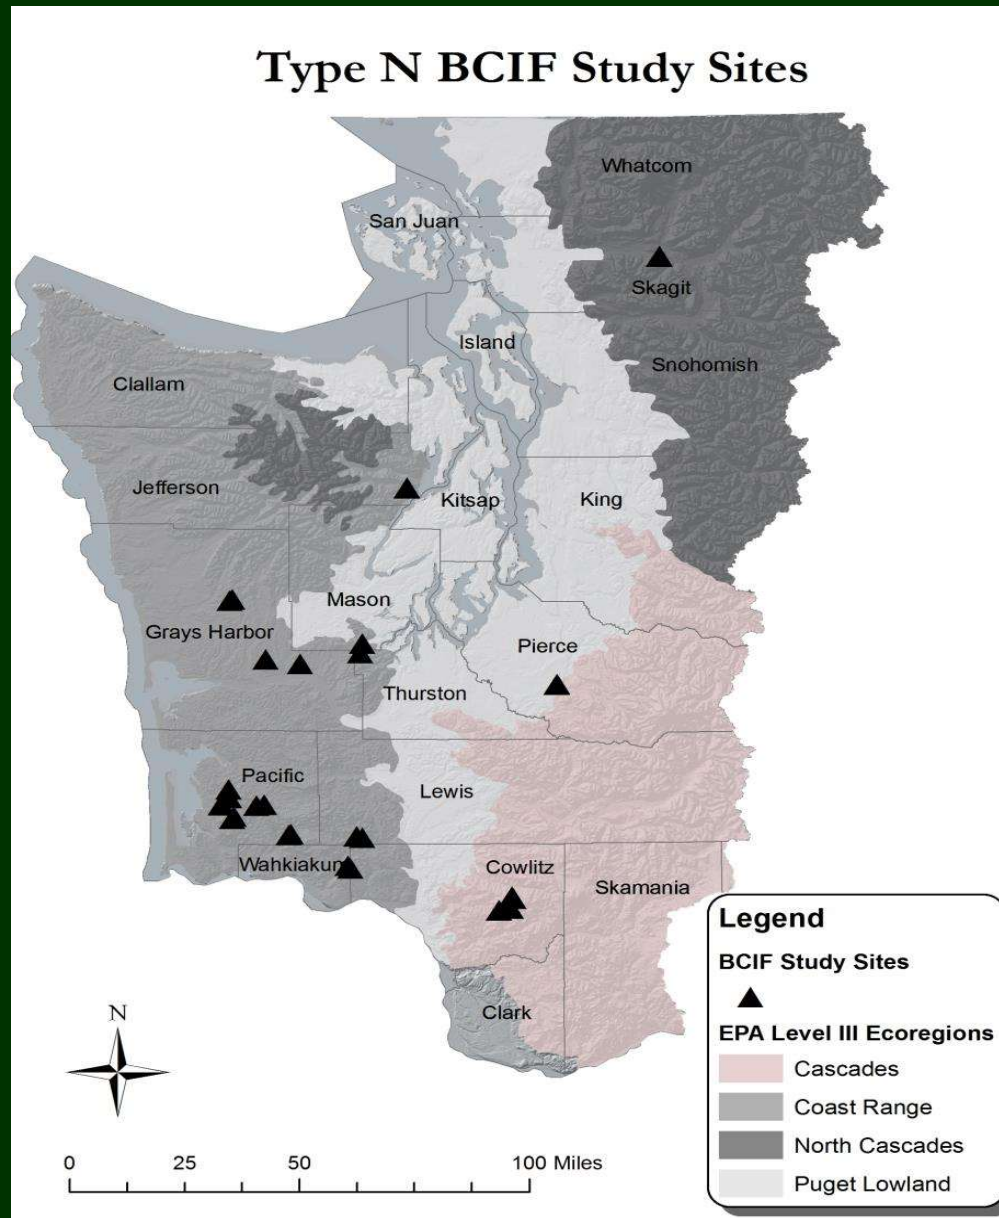 Type N BCIF Study Sites
Whatcom
San Juan
Skagit
Island
Snohomish
Clallam
Jefferson
Kitsap
King
Mason
Grays Harbor
Pierce
Thurston
Pacific
Lewis
Wahkiakum
Cowlitz
Skamania
Clark
N
0 25 50 100 Miles
Legend
BCIF Study Sites
EPA Level III Ecoregions
Cascades
Coast Range
North Cascades
Puget Lowland